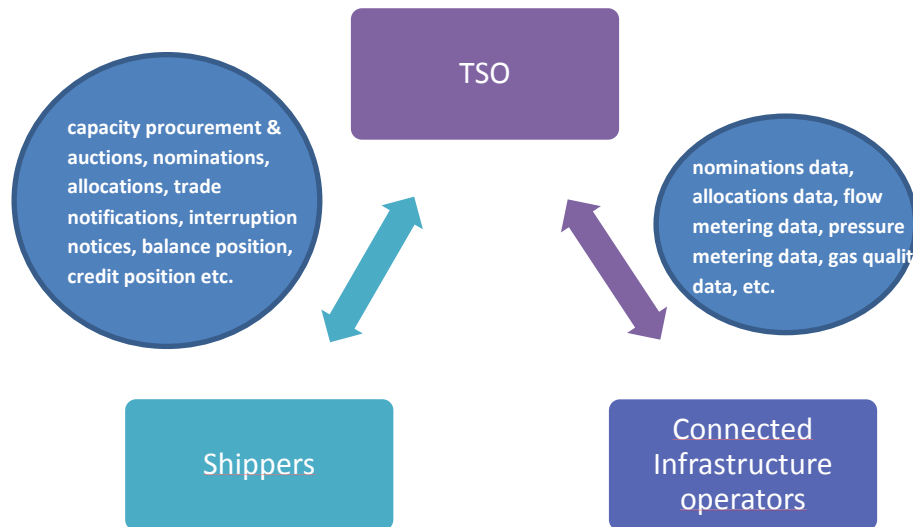 TSO
capacity procurement &
auctions, nominations,
allocations, trade
notifications, interruption
notices, balance position,
credit position etc.
nominations data,
allocations data, flow
metering data, pressure
metering data, gas qualit
data, etc.
Shippers
Connected
Infrastructure
operators